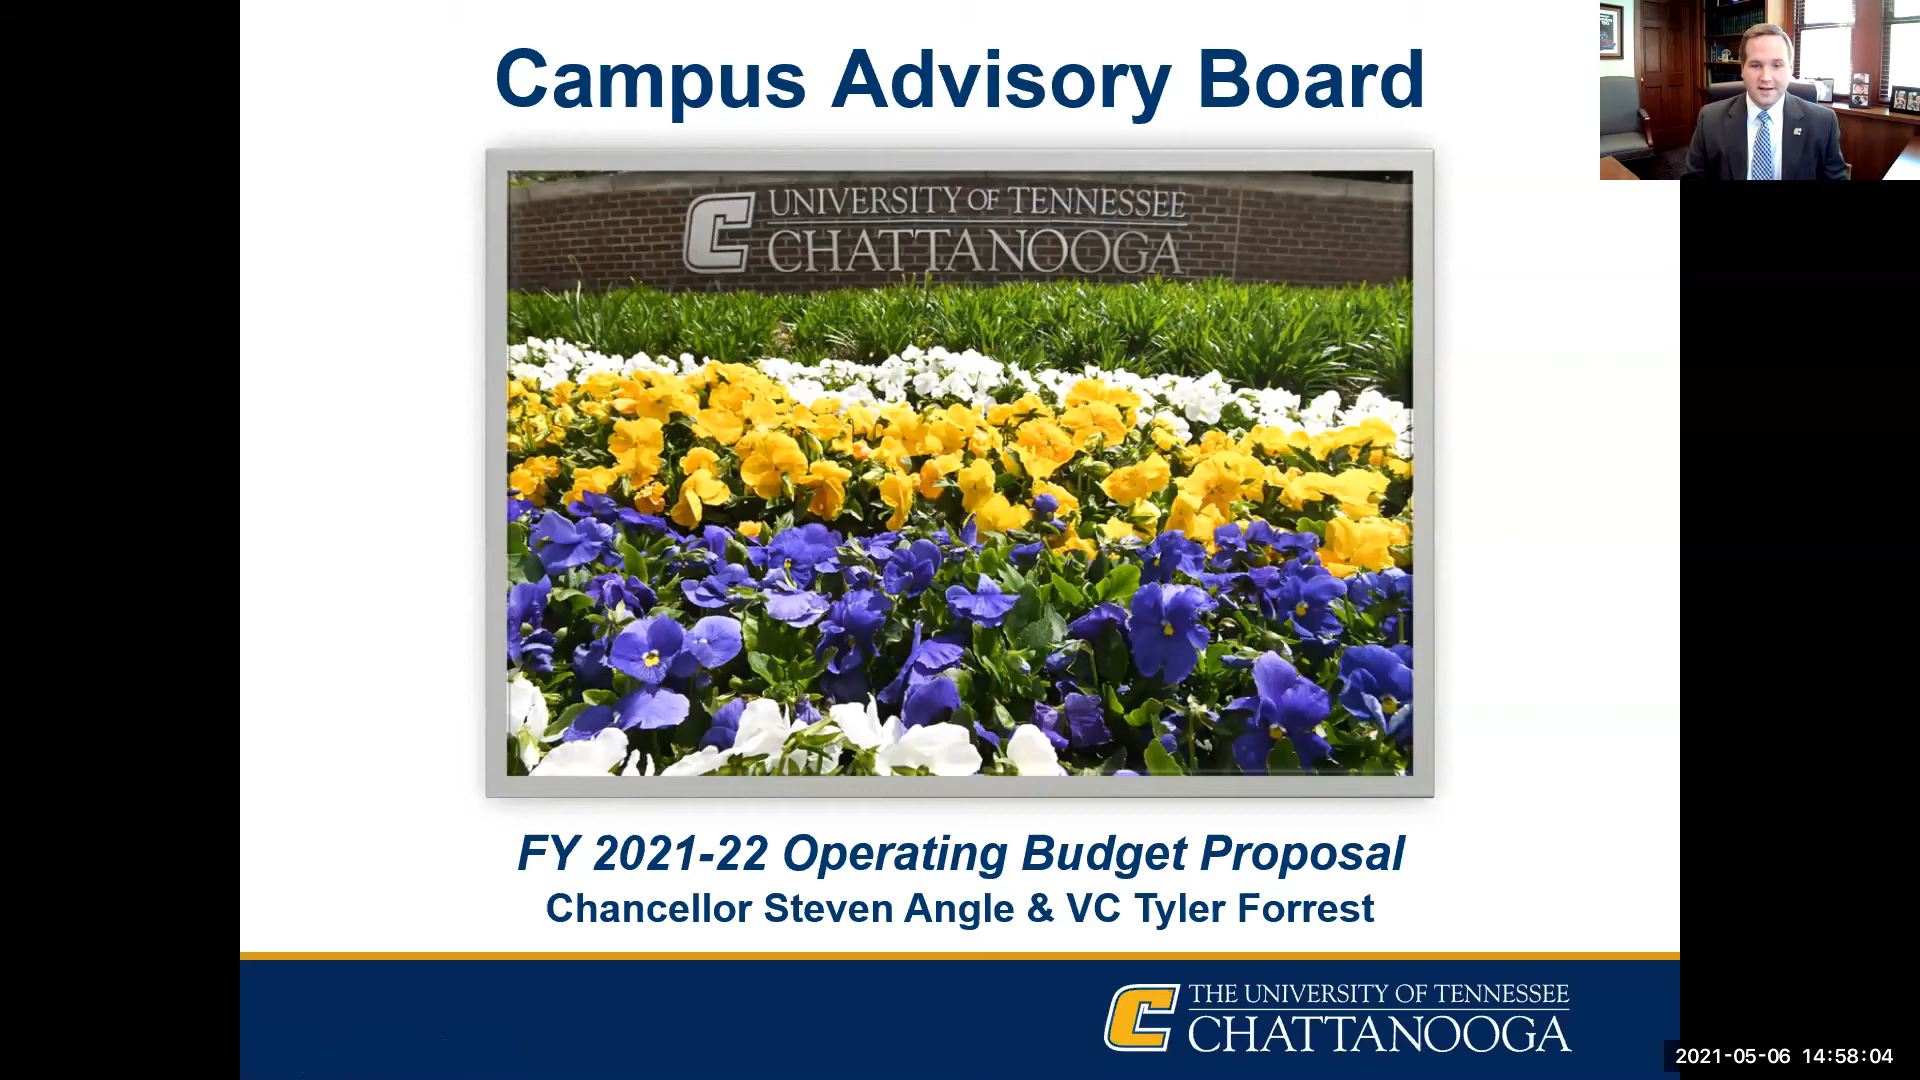 Campus Advisory Board
UNIVERSITY OF TENNESSEE
CHATTANOOGA
FY 2021-22 Operating Budget Proposal
Chancellor Steven Angle & VC Tyler Forrest
THE UNIVERSITY OF TENNESSEE
CHATTANOOGA
2021-05-06 14:58:04